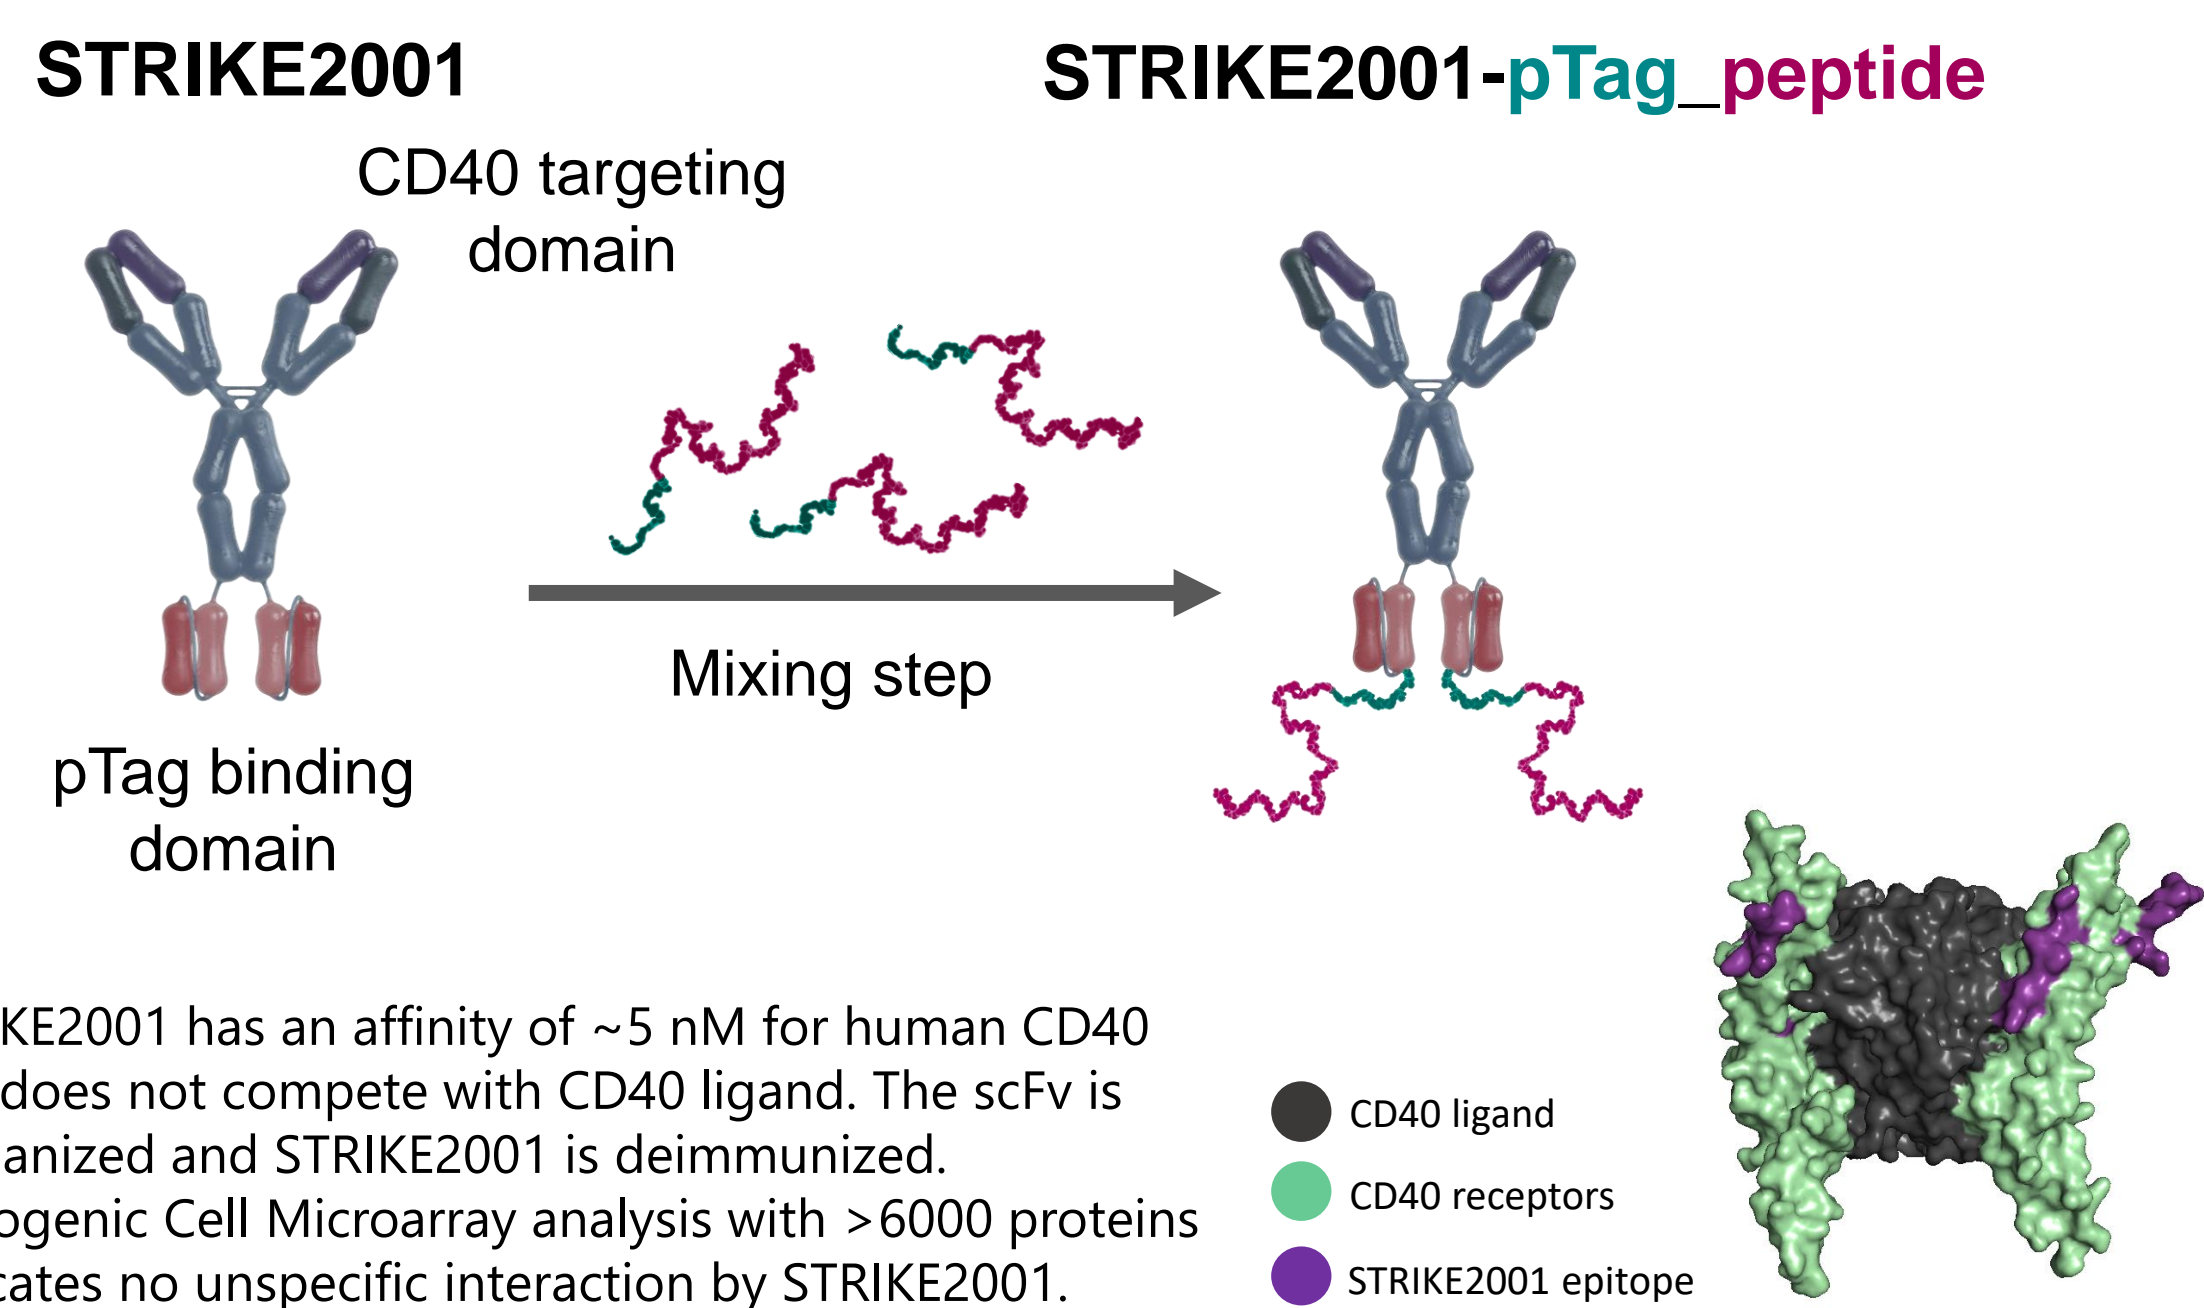 STRIKE2001
STRIKE2001-pTag_peptide
CD40 targeting
domain
Mixing step
pTag binding
domain
KE2001 has an affinity of ~5 nM for human CD40
does not compete with CD40 ligand. The scFv is
anized and STRIKE2001 is deimmunized.
ogenic Cell Microarray analysis with >6000 proteins
cates no unspecific interaction by STRIKE2001.
CD40 ligand
CD40 receptors
STRIKE2001 epitope